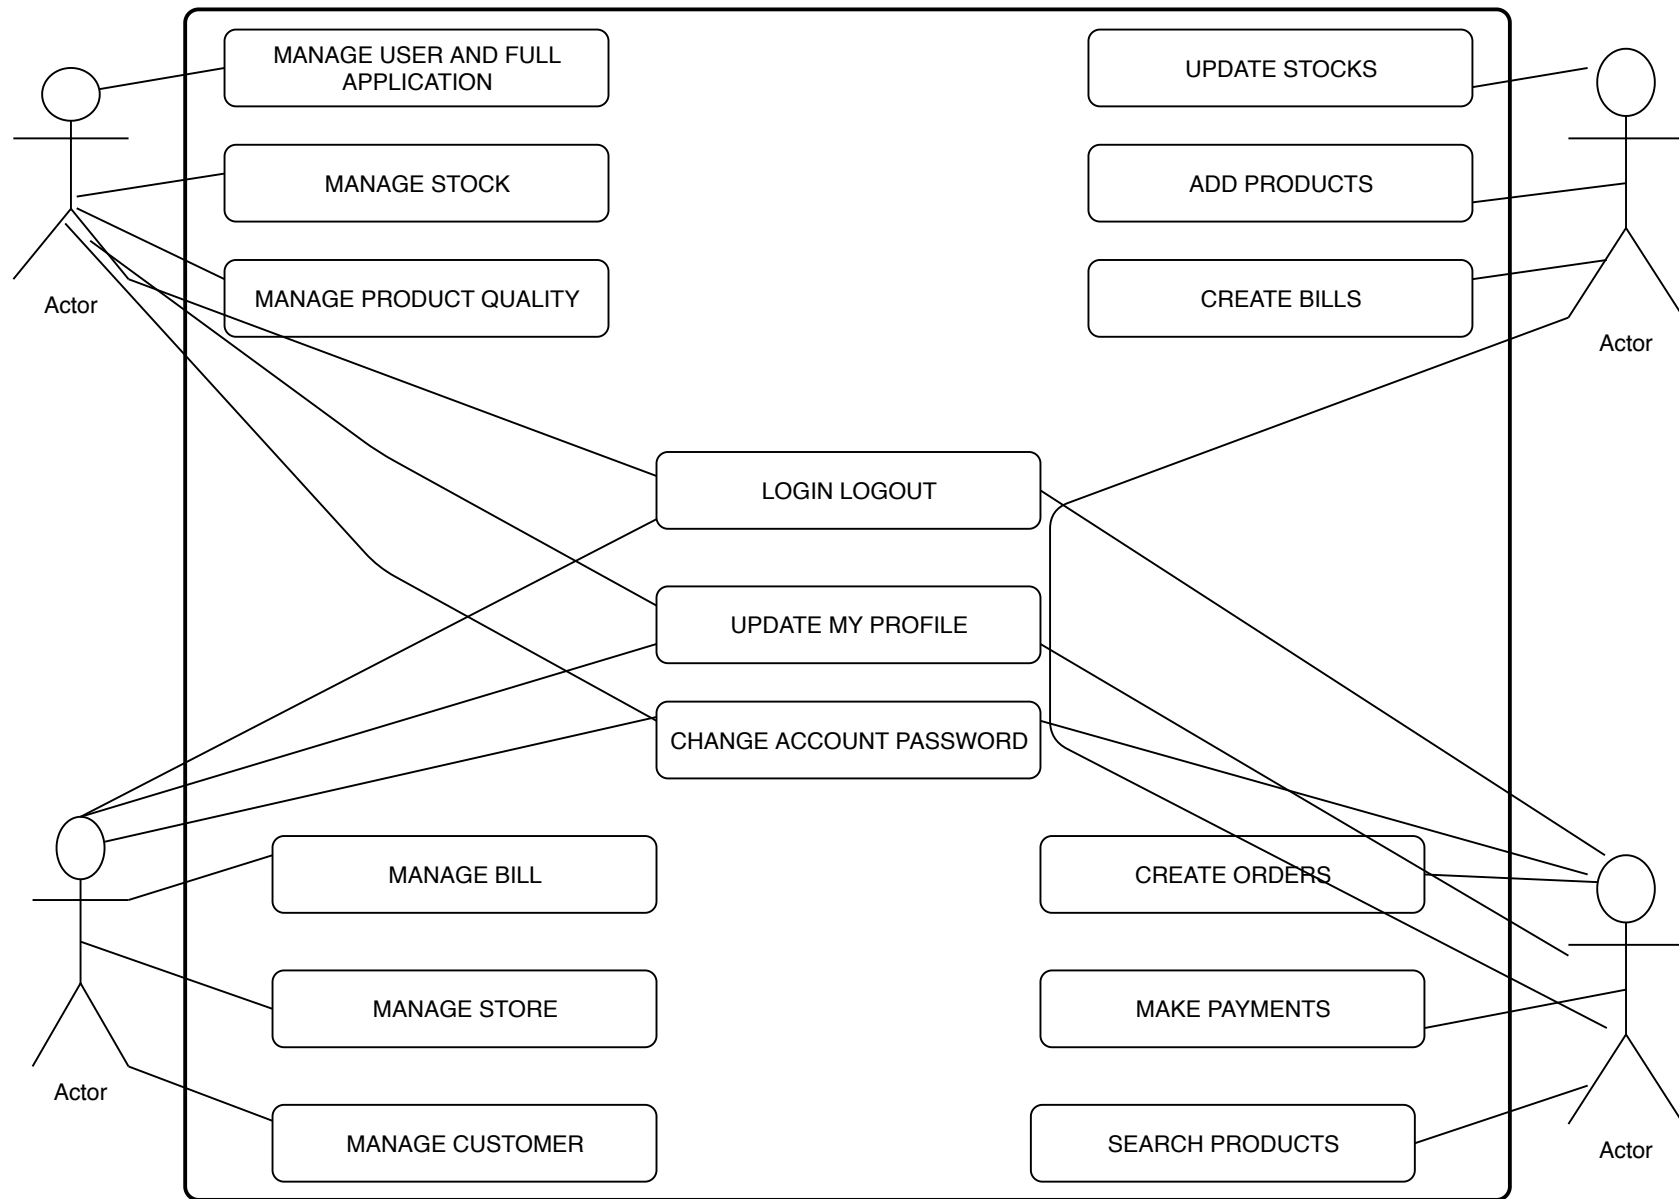 MANAGE USER AND FULL
APPLICATION
UPDATE STOCKS
MANAGE STOCK
ADD PRODUCTS
MANAGE PRODUCT QUALITY
CREATE BILLS
Actor
Actor
LOGIN LOGOUT
UPDATE MY PROFILE
CHANGE ACCOUNT PASSWORD
MANAGE BILL
CREATE ORDERS
MANAGE STORE
MAKE PAYMENTS
Actor
MANAGE CUSTOMER
SEARCH PRODUCTS
Actor